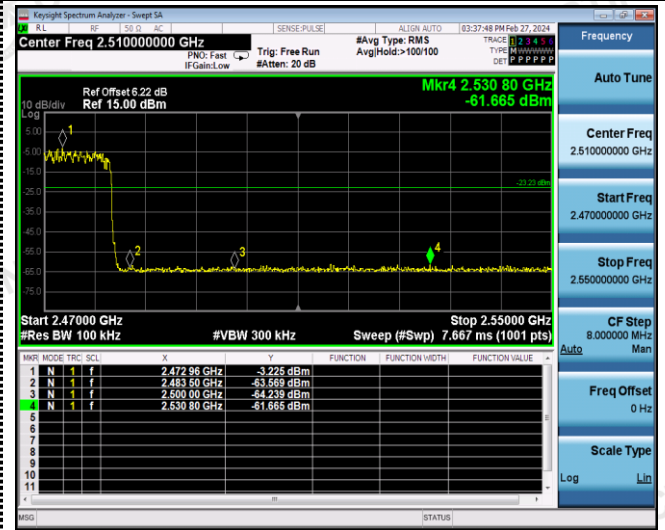 Keysight Spectrum Analyzer - Swept SA
RL RF 50 Ω AC SENSE:PULSE ALIGN AUTO 03:37:48 PM Feb 27, 2024
Center Freq 2.510000000 GHz
PNO: Fast
IFGain:Low
Trig: Free Run
#Atten: 20 dB
#Avg Type: RMS
Avg|Hold:>100/100
TRACE 1 2 3 4 5 6
TYPE M WWWWW
DET P P P P P P
Mkr4 2.530 80 GHz
-61.665 dBm
Ref Offset 6.22 dB
10 dB/div Ref 15.00 dBm
Log
5.00
-5.00
-15.0
-25.0
-35.0
-45.0
-55.0
-65.0
-75.0
1
2
3
4
-23.23 dBm
Start 2.47000 GHz Stop 2.55000 GHz
#Res BW 100 kHz #VBW 300 kHz Sweep (#Swp) 7.667 ms (1001 pts)
MKR MODE TRC SCL X Y FUNCTION FUNCTION WIDTH FUNCTION VALUE
1 N 1 f 2.472 96 GHz -3.225 dBm
2 N 1 f 2.483 50 GHz -63.569 dBm
3 N 1 f 2.500 00 GHz -64.239 dBm
4 N 1 f 2.530 80 GHz -61.665 dBm
5
6
7
8
9
10
11
MSG STATUS
Frequency
Auto Tune
Center Freq
2.510000000 GHz
Start Freq
2.470000000 GHz
Stop Freq
2.550000000 GHz
CF Step
8.000000 MHz
Auto Man
Freq Offset
0 Hz
Scale Type
Log Lin